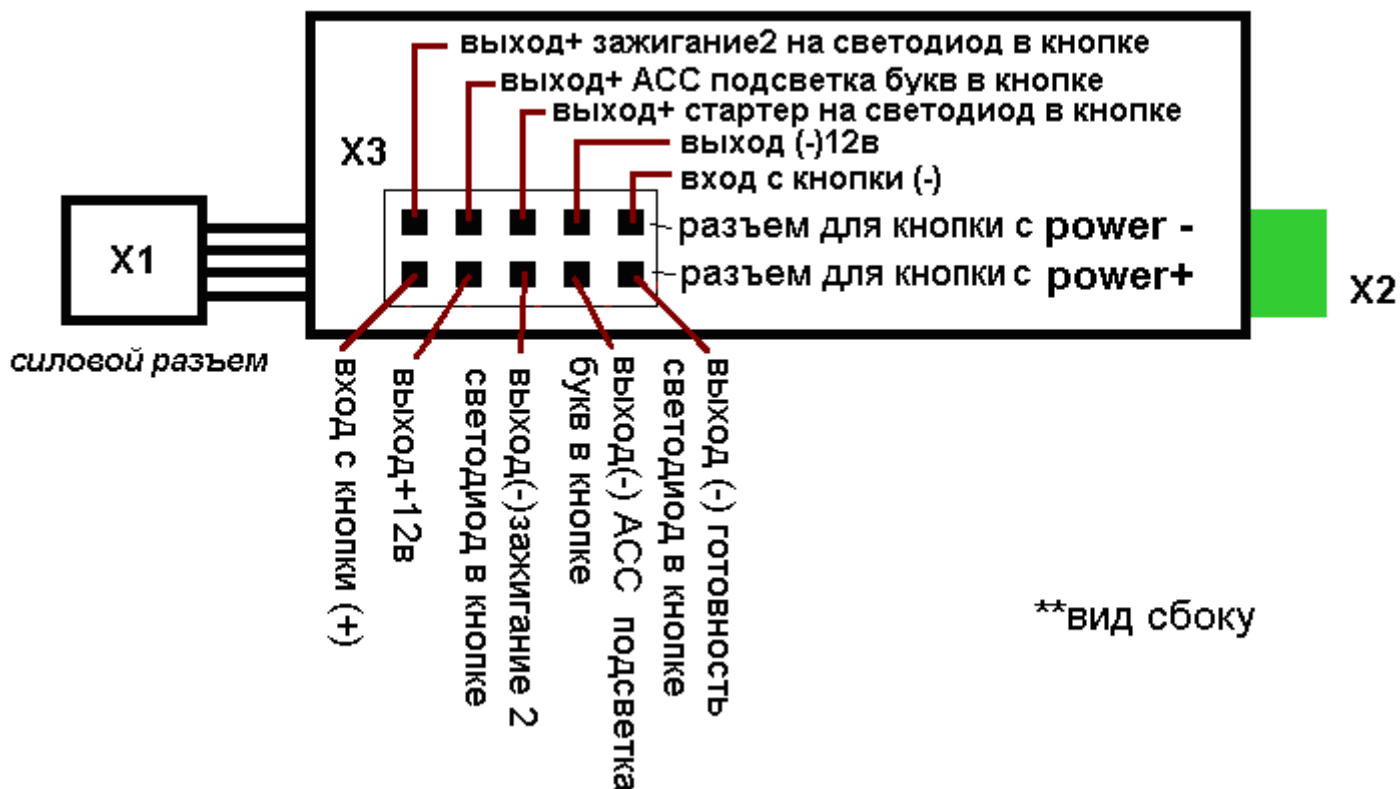 выход+ зажигание2 на светодиод в кнопке
выход+ АСС подсветка букв в кнопке
выход+ стартер на светодиод в кнопке
выход (-)12в
вход с кнопки (-)
X3
разъем для кнопки с power -
разъем для кнопки с power+
X1
X2
силовой разъем
вход с кнопки (+)
выход+12в
выход(-)зажигание 2
светодиод в кнопке
выход(-) АСС подсветка
букв в кнопке
выход (-) готовность
светодиод в кнопке
**вид сбоку